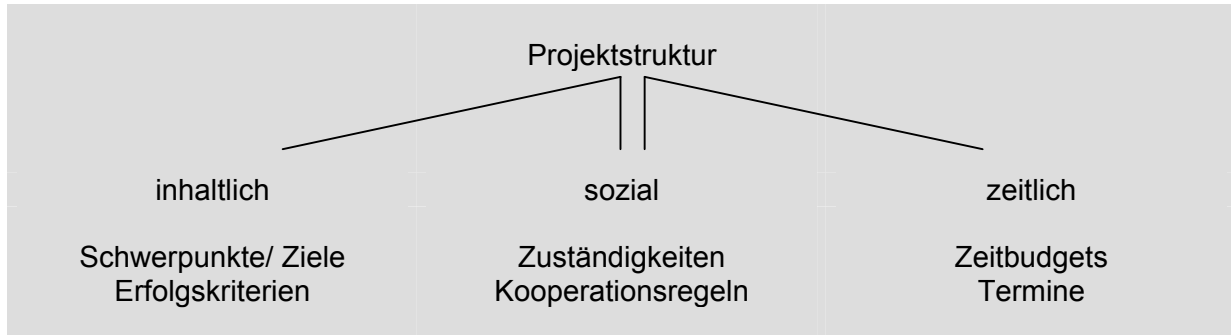 Projektstruktur
inhaltlich
sozial
zeitlich
Schwerpunkte/ Ziele
Erfolgskriterien
Zuständigkeiten
Kooperationsregeln
Zeitbudgets
Termine